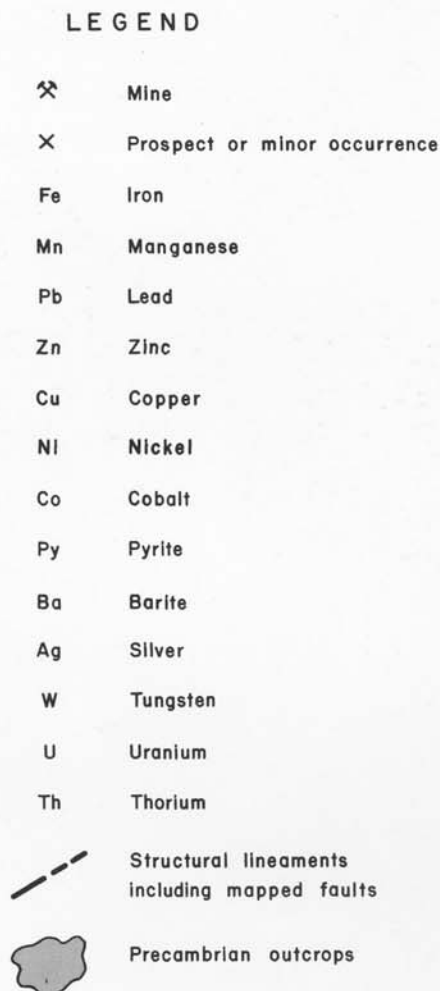 LEGEND
Mine
Prospect or minor occurrence
Fe Iron
Mn Manganese
Pb Lead
Zn Zinc
Cu Copper
Ni Nickel
Co Cobalt
Py Pyrite
Ba Barite
Ag Silver
W Tungsten
U Uranium
Th Thorium
Structural lineaments
including mapped faults
Precambrian outcrops